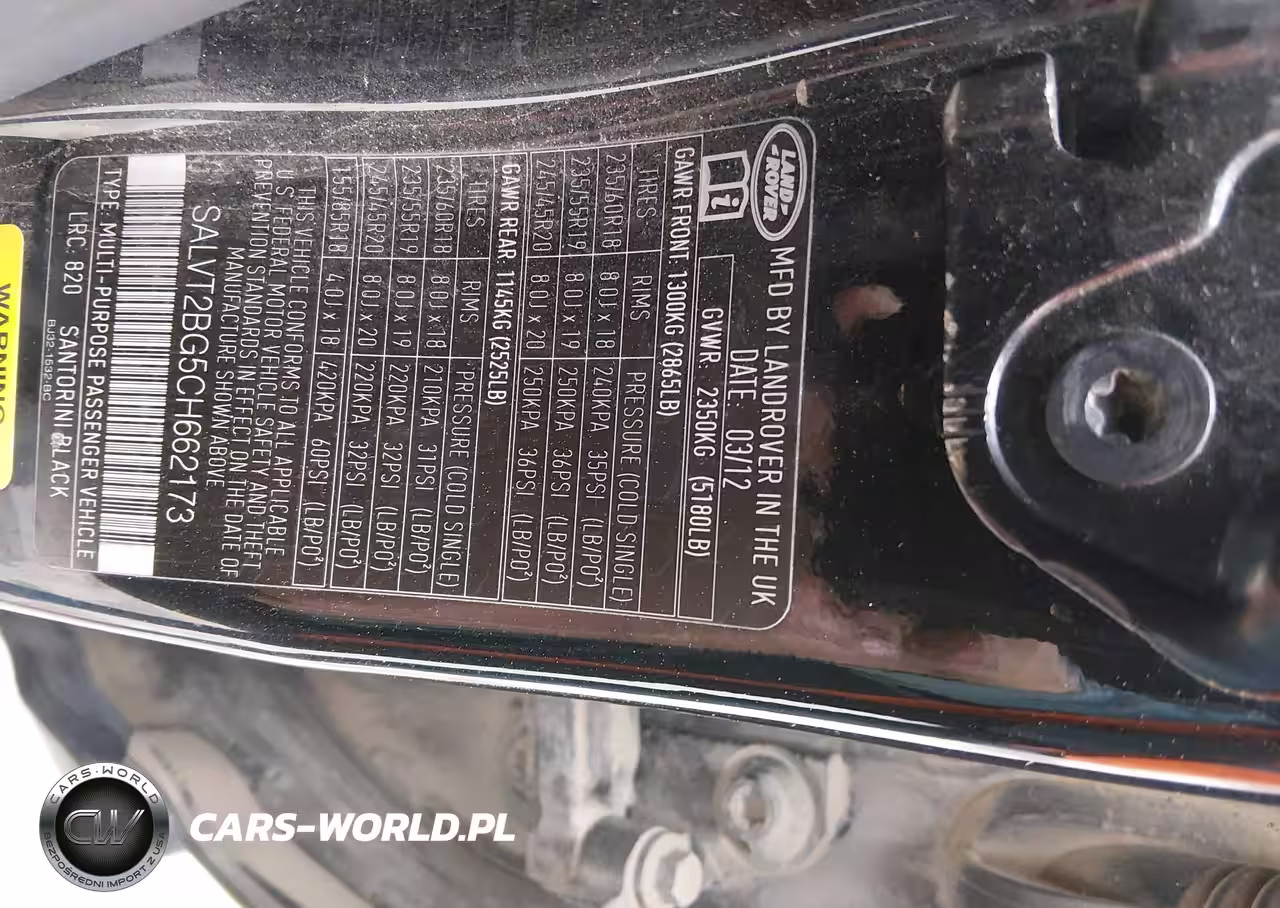 LAND-
-ROVER
MFD BY LANDROVER IN THE UK
DATE: 03/12
i
GVWR: 2350KG (5180LB)
GAWR FRONT 1300KG (2865LB)
TIRES RIMS PRESSURE (COLD SINGLE)
235/60R18 8.0J x 18 240KPA 35PSI (LB/PO²)
235/55R19 8.0J x 19 250KPA 36PSI (LB/PO²)
245/45R20 8.0J x 20 250KPA 36PSI (LB/PO²)
GAWR REAR 1145KG (2525LB)
TIRES RIMS PRESSURE (COLD SINGLE)
235/60R18 8.0J x 18 210KPA 31PSI (LB/PO²)
235/55R19 8.0J x 19 220KPA 32PSI (LB/PO²)
245/45R20 8.0J x 20 220KPA 32PSI (LB/PO²)
155/85R18 4.0J x 18 420KPA 60PSI (LB/PO²)
THIS VEHICLE CONFORMS TO ALL APPLICABLE
U.S. FEDERAL MOTOR VEHICLE SAFETY AND THEFT
PREVENTION STANDARDS IN EFFECT ON THE DATE OF
MANUFACTURE SHOWN ABOVE
SALVT2BG5CH662173
TYPE: MULTI-PURPOSE PASSENGER VEHICLE
LRC: 820 SANTORINI BLACK
BJ32-1532-BC
WARNING
CARS-WORLD
CW
BEZPOŚREDNI IMPORT Z USA
CARS-WORLD.PL